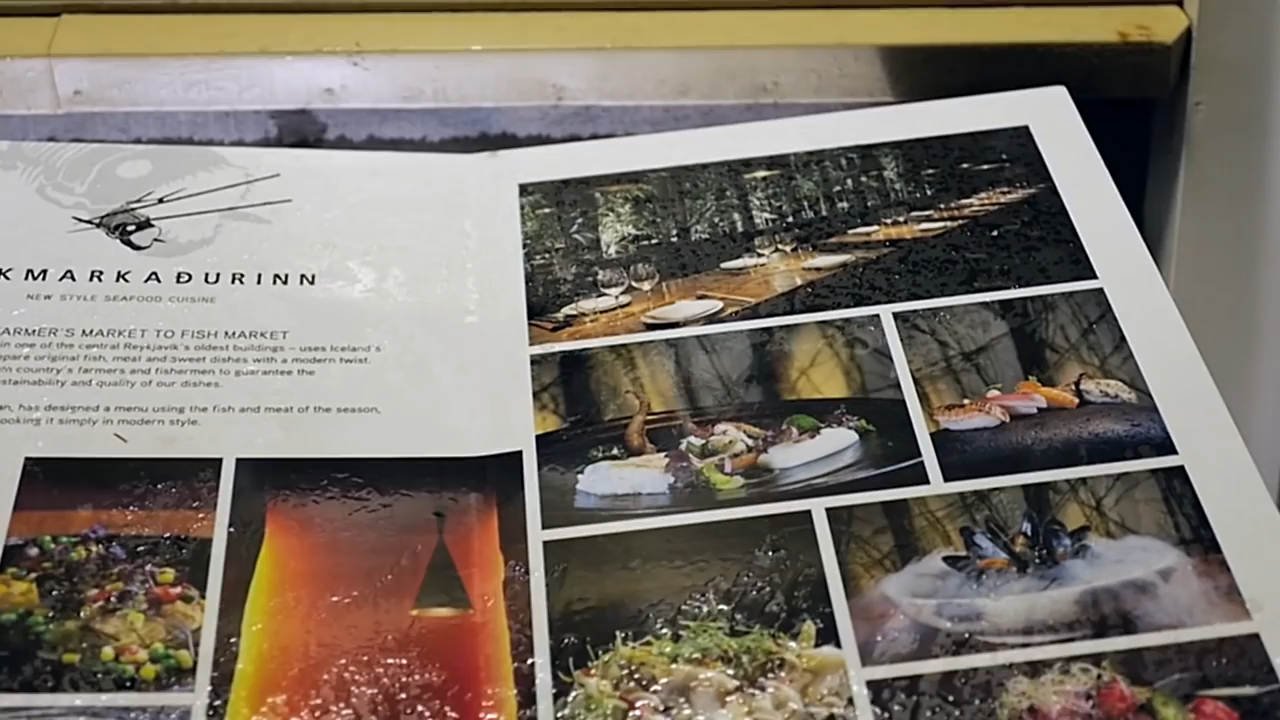 KMARKAÐURINN
NEW STYLE SEAFOOD CUISINE
ARMER'S MARKET TO FISH MARKET
in one of the central Reykjavik's oldest buildings – uses Iceland's
epare original fish, meat and sweet dishes with a modern twist.
m country's farmers and fishermen to guarantee the
stainability and quality of our dishes.
an, has designed a menu using the fish and meat of the season,
ooking it simply in modern style.